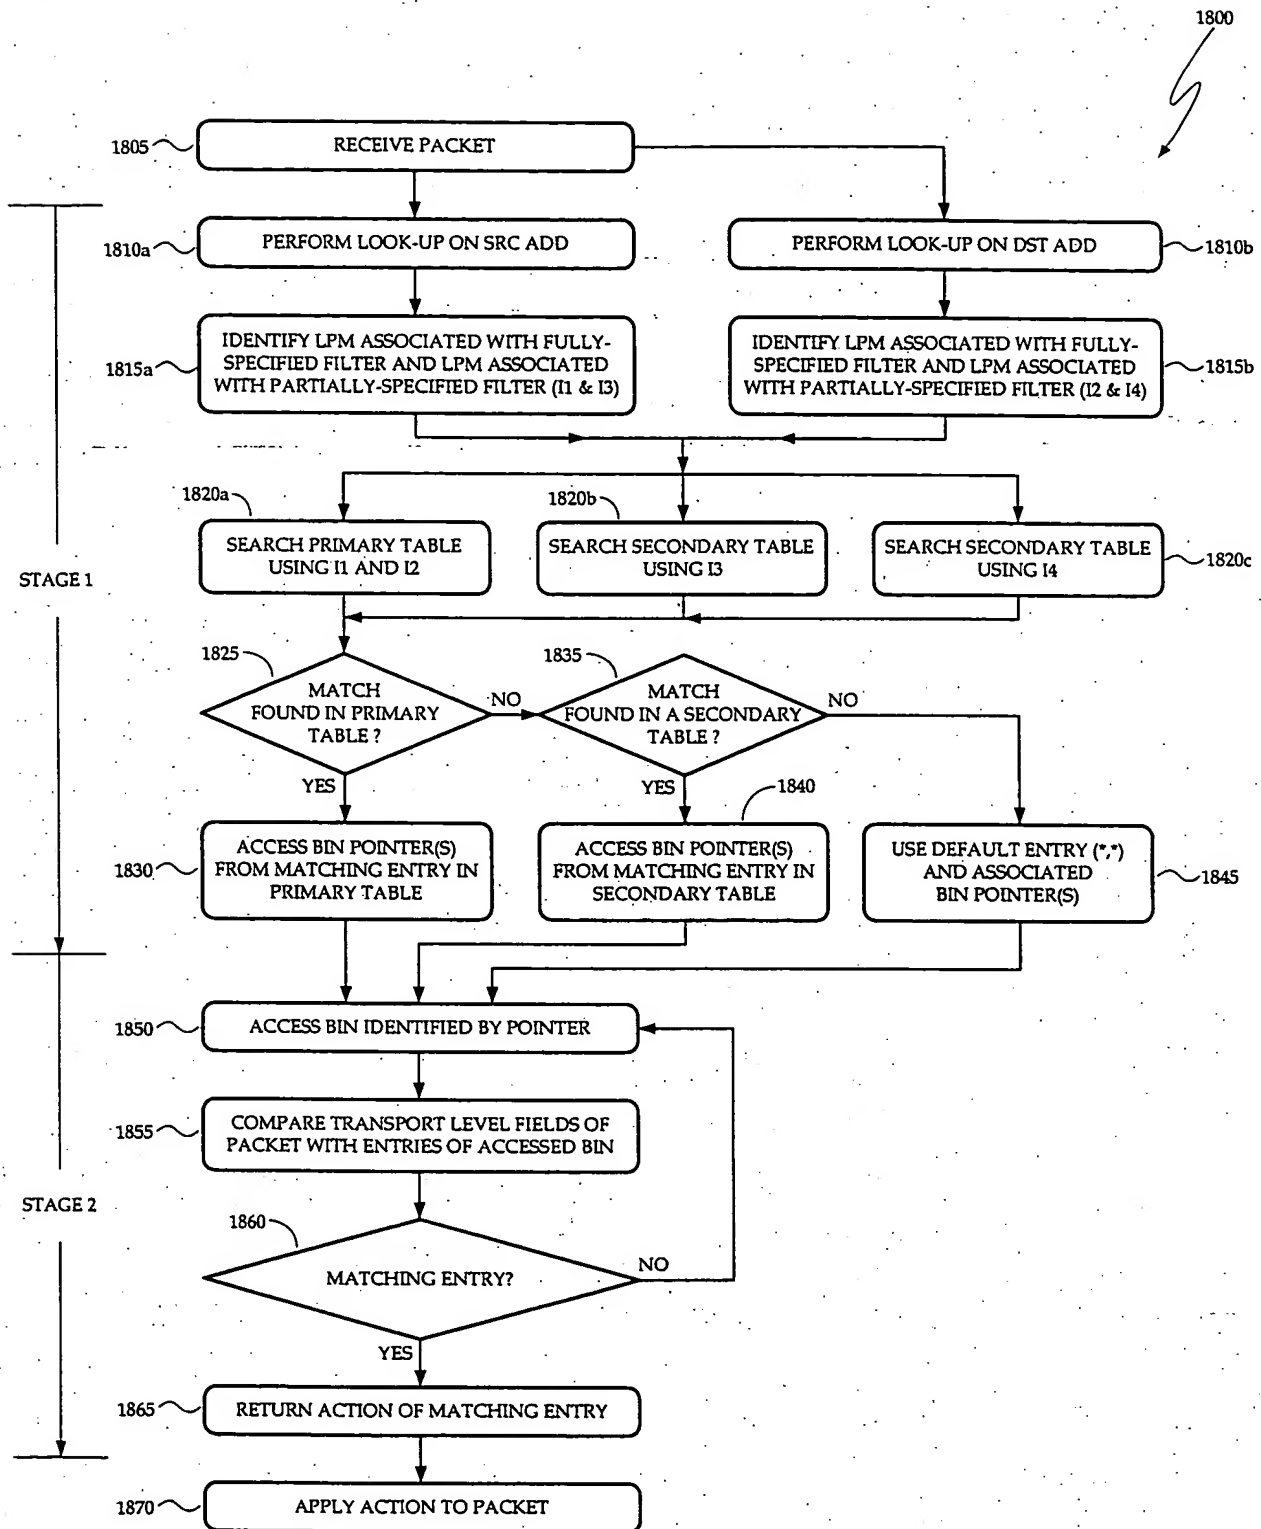 1800
1805
RECEIVE PACKET
1810a
PERFORM LOOK-UP ON SRC ADD
PERFORM LOOK-UP ON DST ADD
1810b
1815a
IDENTIFY LPM ASSOCIATED WITH FULLY-
SPECIFIED FILTER AND LPM ASSOCIATED
WITH PARTIALLY-SPECIFIED FILTER (I1 & I3)
IDENTIFY LPM ASSOCIATED WITH FULLY-
SPECIFIED FILTER AND LPM ASSOCIATED
WITH PARTIALLY-SPECIFIED FILTER (I2 & I4)
1815b
1820a
SEARCH PRIMARY TABLE
USING I1 AND I2
1820b
SEARCH SECONDARY TABLE
USING I3
SEARCH SECONDARY TABLE
USING I4
1820c
STAGE 1
1825
MATCH
FOUND IN PRIMARY
TABLE ?
NO
YES
1835
MATCH
FOUND IN A SECONDARY
TABLE ?
NO
YES
1830
ACCESS BIN POINTER(S)
FROM MATCHING ENTRY IN
PRIMARY TABLE
1840
ACCESS BIN POINTER(S)
FROM MATCHING ENTRY IN
SECONDARY TABLE
USE DEFAULT ENTRY (*,*)
AND ASSOCIATED
BIN POINTER(S)
1845
1850
ACCESS BIN IDENTIFIED BY POINTER
1855
COMPARE TRANSPORT LEVEL FIELDS OF
PACKET WITH ENTRIES OF ACCESSED BIN
STAGE 2
1860
MATCHING ENTRY?
NO
YES
1865
RETURN ACTION OF MATCHING ENTRY
1870
APPLY ACTION TO PACKET